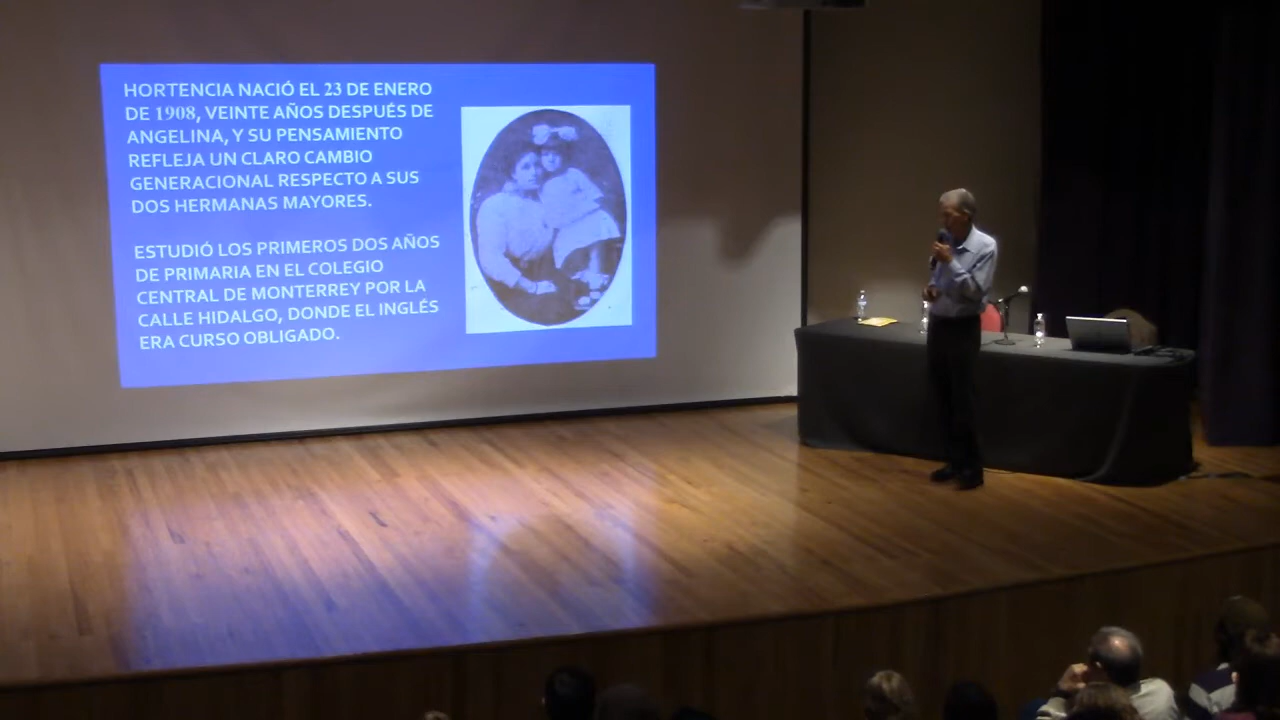 HORTENCIA NACIÓ EL 23 DE ENERO
DE 1908, VEINTE AÑOS DESPUÉS DE
ANGELINA, Y SU PENSAMIENTO
REFLEJA UN CLARO CAMBIO
GENERACIONAL RESPECTO A SUS
DOS HERMANAS MAYORES.
ESTUDIÓ LOS PRIMEROS DOS AÑOS
DE PRIMARIA EN EL COLEGIO
CENTRAL DE MONTERREY POR LA
CALLE HIDALGO, DONDE EL INGLÉS
ERA CURSO OBLIGADO.